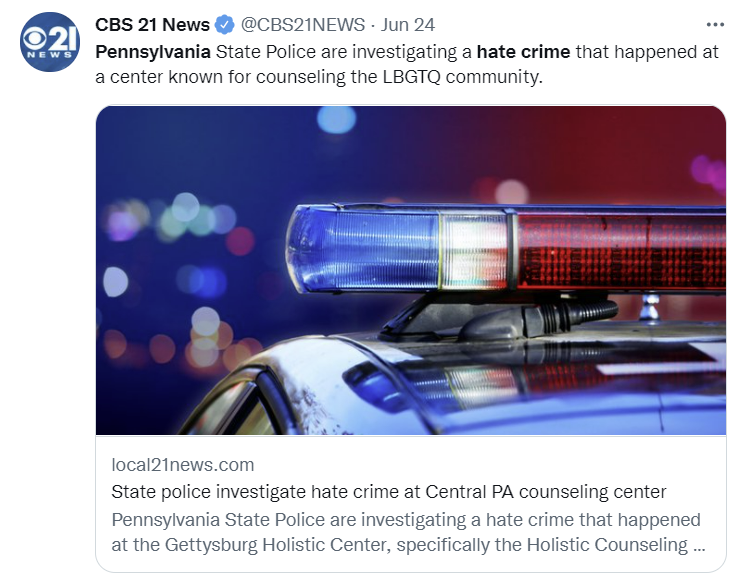 CBS 21 News @CBS21NEWS · Jun 24 ...
21
NEWS
Pennsylvania State Police are investigating a hate crime that happened at
a center known for counseling the LBGTQ community.
local21news.com
State police investigate hate crime at Central PA counseling center
Pennsylvania State Police are investigating a hate crime that happened
at the Gettysburg Holistic Center, specifically the Holistic Counseling ...